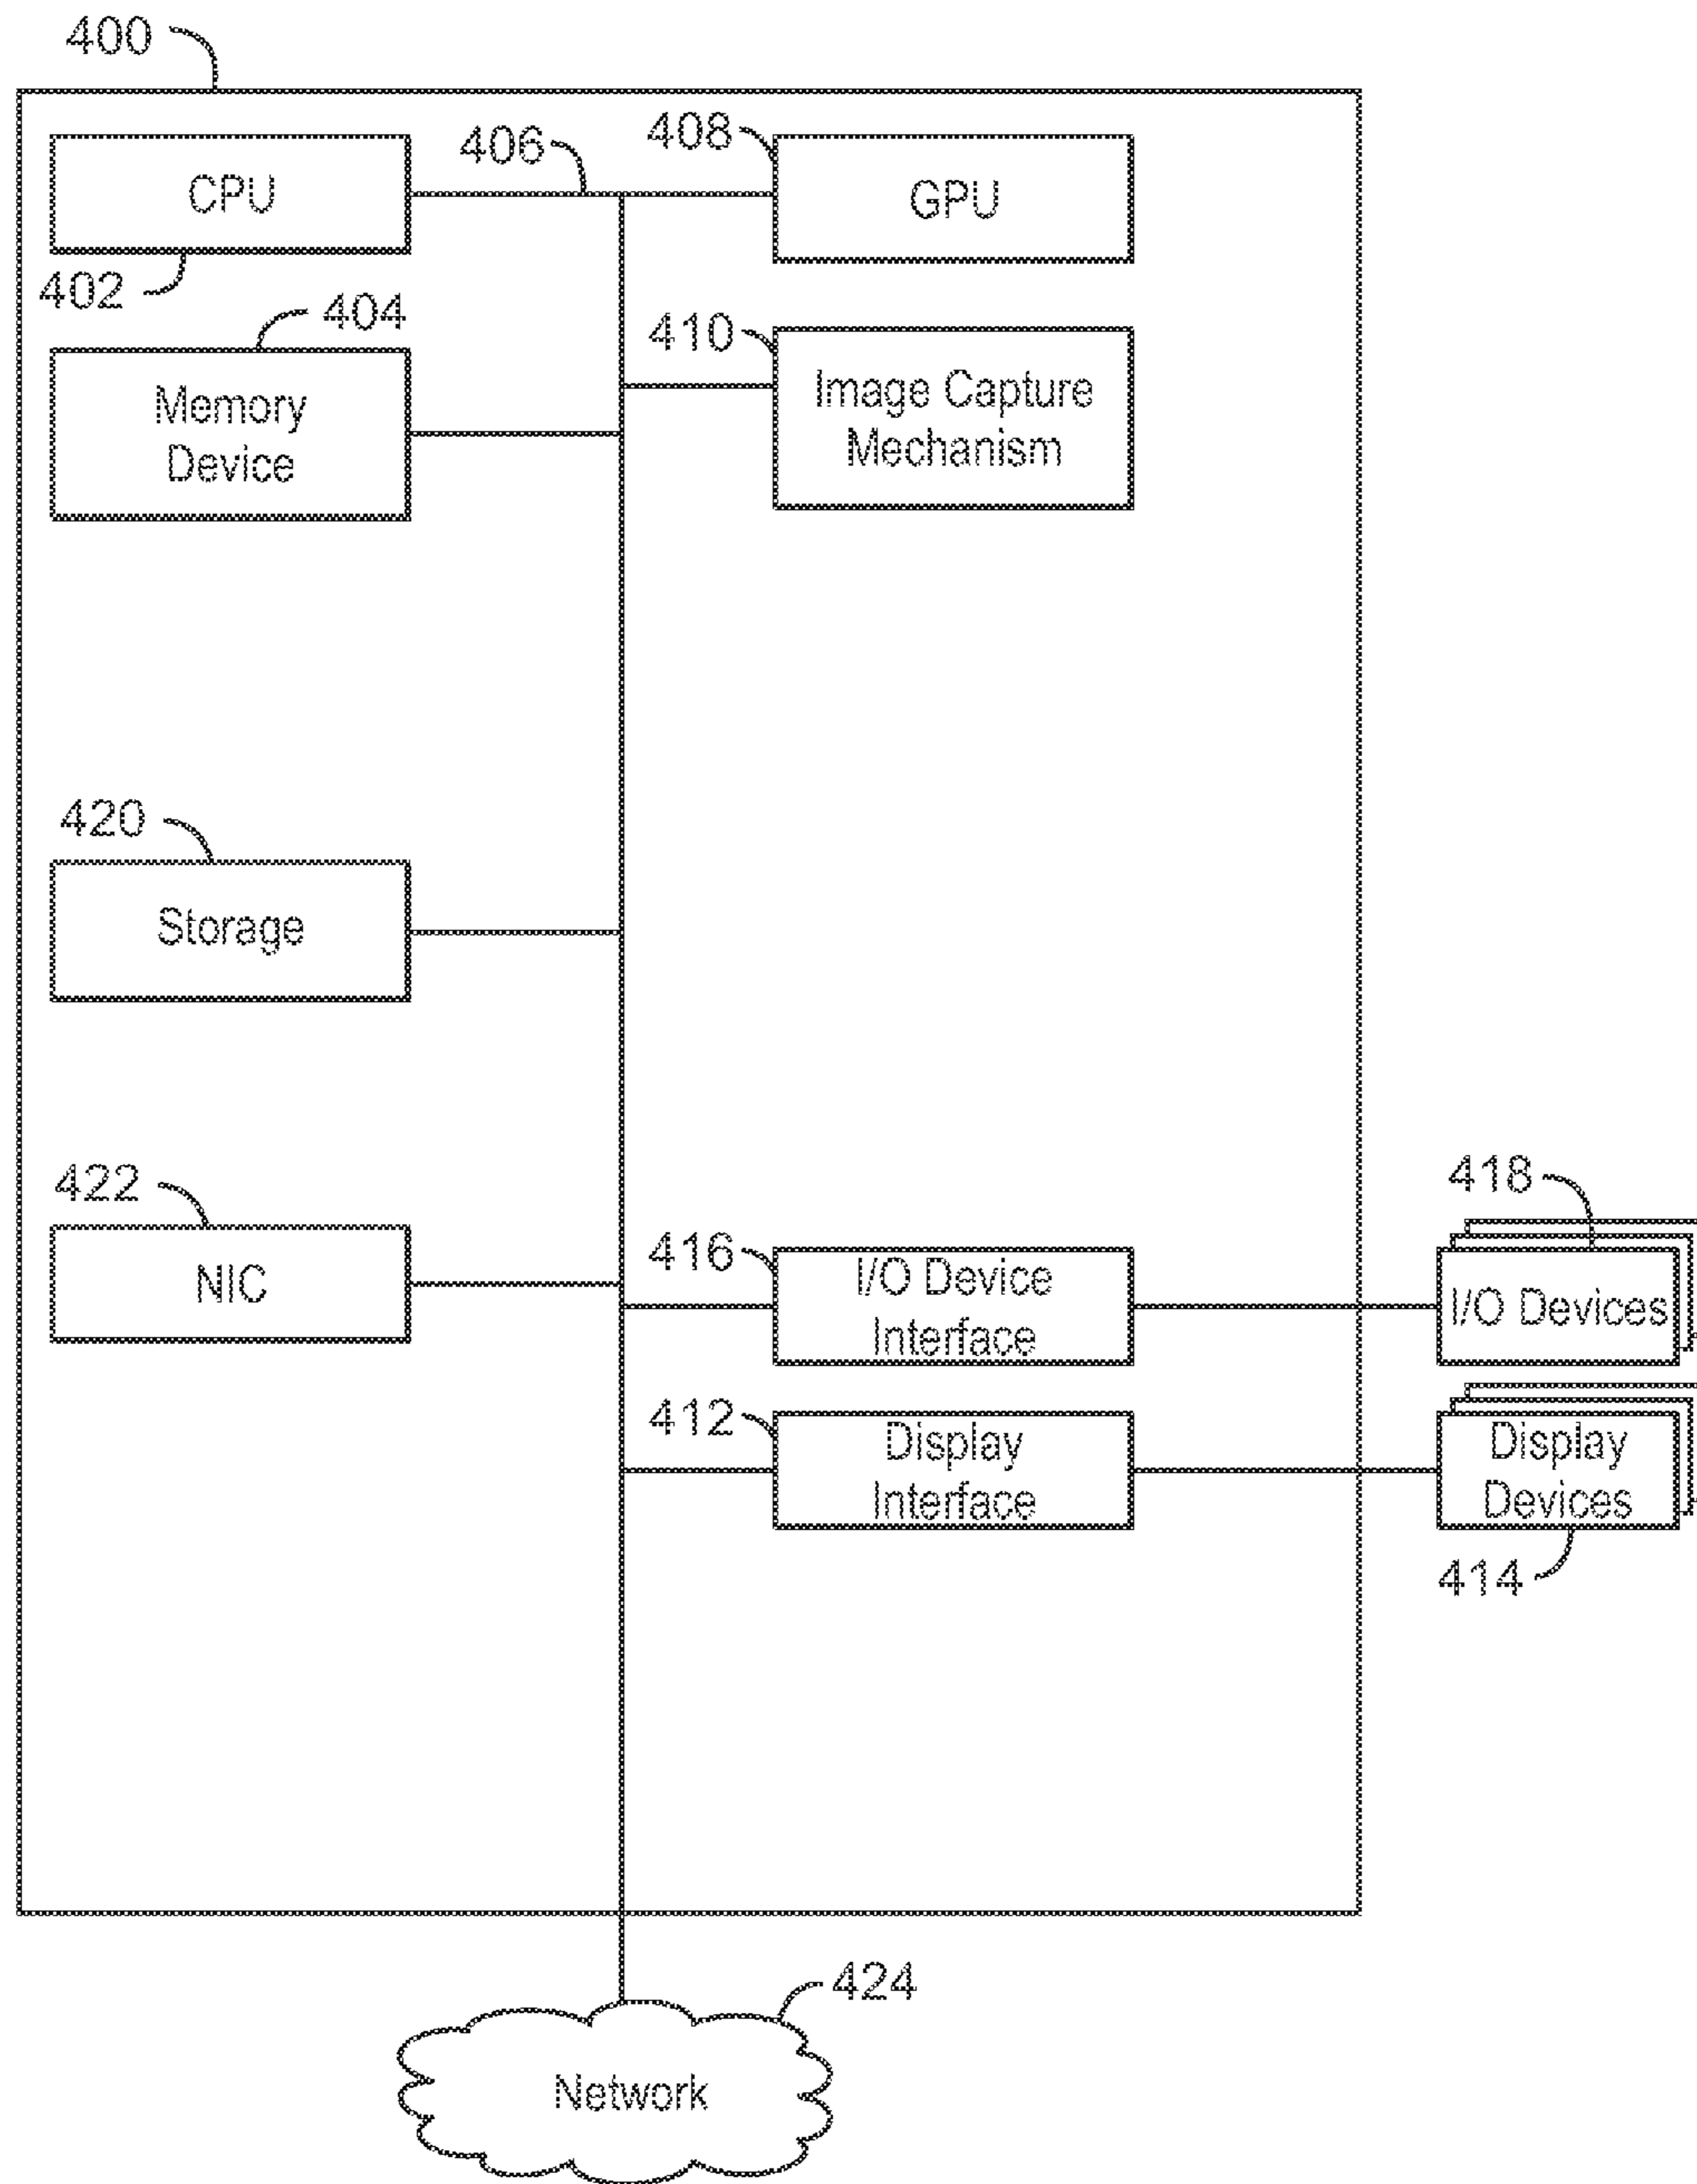 400
CPU
406
408
GPU
402
404
Memory
Device
410
Image Capture
Mechanism
420
Storage
422
NIC
416
I/O Device
Interface
418
I/O Devices
412
Display
Interface
Display
Devices
414
424
Network